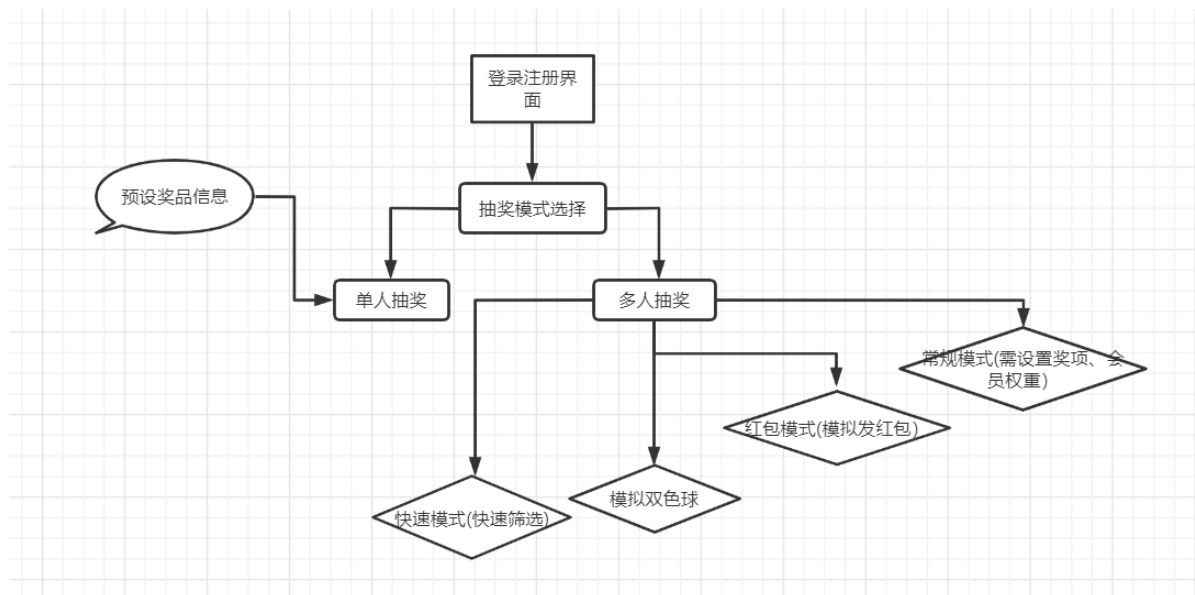 登录注册界
面
预设奖品信息
抽奖模式选择
单人抽奖
多人抽奖
常规模式(需设置奖项、会
员权重)
红包模式(模拟发红包)
模拟双色球
快速模式(快速筛选)